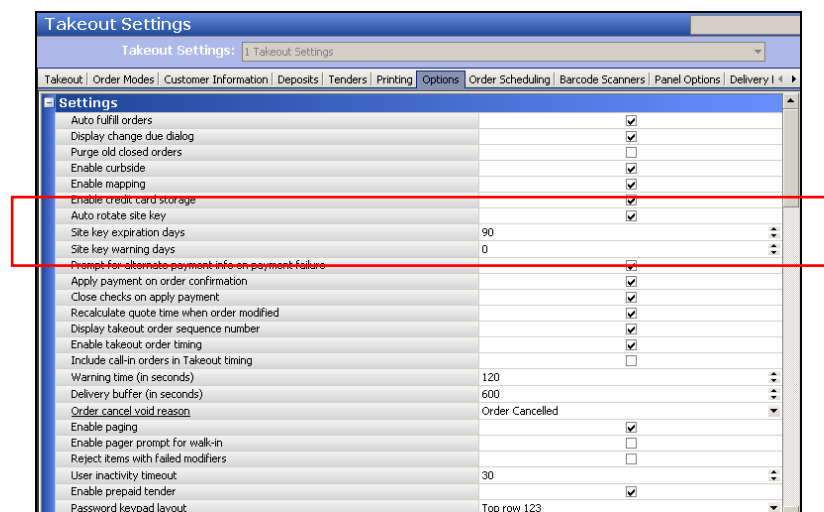 Takeout Settings
Takeout Settings: 1 Takeout Settings
Takeout Order Modes Customer Information Deposits Tenders Printing Options Order Scheduling Barcode Scanners Panel Options Delivery
Settings
Auto fulfill orders
Display change due dialog
Purge old closed orders
Enable curbside
Enable mapping
Enable credit card storage
Auto rotate site key
Site key expiration days 90
Site key warning days 0
Prompt for alternate payment info on payment failure
Apply payment on order confirmation
Close checks on apply payment
Recalculate quote time when order modified
Display takeout order sequence number
Enable takeout order timing
Include call-in orders in Takeout timing
Warning time (in seconds) 120
Delivery buffer (in seconds) 600
Order cancel void reason Order Cancelled
Enable paging
Enable pager prompt for walk-in
Reject items with failed modifiers
User inactivity timeout 30
Enable prepaid tender
Password keypad layout Top row 123